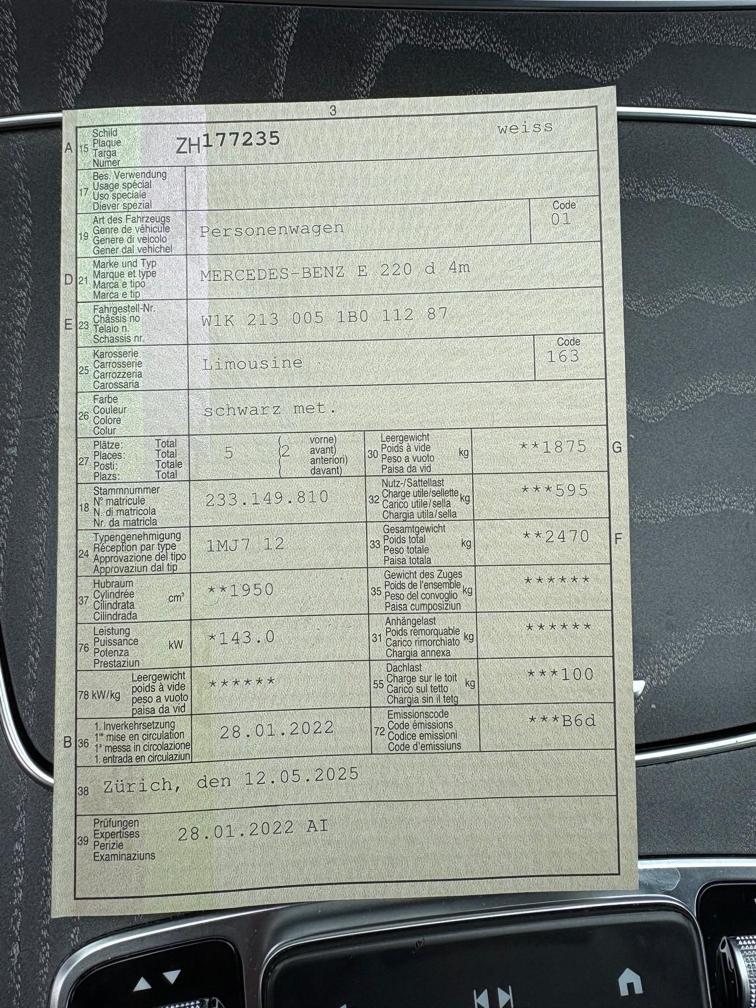 3
A 15 Schild
Plaque
Targa
Numer
ZH177235 weiss
17 Bes. Verwendung
Usage spécial
Uso speciale
Diever spezial
19 Art des Fahrzeugs
Genre de véhicule
Genere di veicolo
Gener dal vehichel
Personenwagen
Code
01
D 21 Marke und Typ
Marque et type
Marca e tipo
Marca e tip
MERCEDES-BENZ E 220 d 4m
E 23 Fahrgestell-Nr.
Châssis no
Telaio n.
Schassis nr.
W1K 213 005 1B0 112 87
25 Karosserie
Carrosserie
Carrozzeria
Carossaria
Limousine
Code
163
26 Farbe
Couleur
Colore
Colur
schwarz met.
27 Plätze: Total
Places: Total
Posti: Totale
Plazs: Total
5 (2 vorne)
avant)
anteriori)
davant)
30 Leergewicht
Poids à vide
Peso a vuoto
Paisa da vid
kg **1875 G
18 Stammnummer
N° matricule
N. di matricola
Nr. da matricla
233.149.810
32 Nutz-/Sattellast
Charge utile/sellette
Carico utile/sella
Chargia utila/sella
kg ***595
24 Typengenehmigung
Réception par type
Approvazione del tipo
Approvaziun dal tip
1MJ7 12
33 Gesamtgewicht
Poids total
Peso totale
Paisa totala
kg **2470 F
37 Hubraum
Cylindrée
Cilindrata
Cilindrada
cm³ **1950
35 Gewicht des Zuges
Poids de l'ensemble
Peso del convoglio
Paisa cumposiziun
kg ******
76 Leistung
Puissance
Potenza
Prestaziun
kW *143.0
31 Anhängelast
Poids remorquable
Carico rimorchiato
Chargia annexa
kg ******
78 kW/kg Leergewicht
poids à vide
peso a vuoto
paisa da vid
******
55 Dachlast
Charge sur le toit
Carico sul tetto
Chargia sin il tetg
kg ***100
B 36 1. Inverkehrsetzung
1re mise en circulation
1a messa in circolazione
1. entrada en circulaziun
28.01.2022
72 Emissionscode
Code émissions
Codice emissioni
Code d'emissiuns
***B6d
38 Zürich, den 12.05.2025
39 Prüfungen
Expertises
Perizie
Examinaziuns
28.01.2022 AI